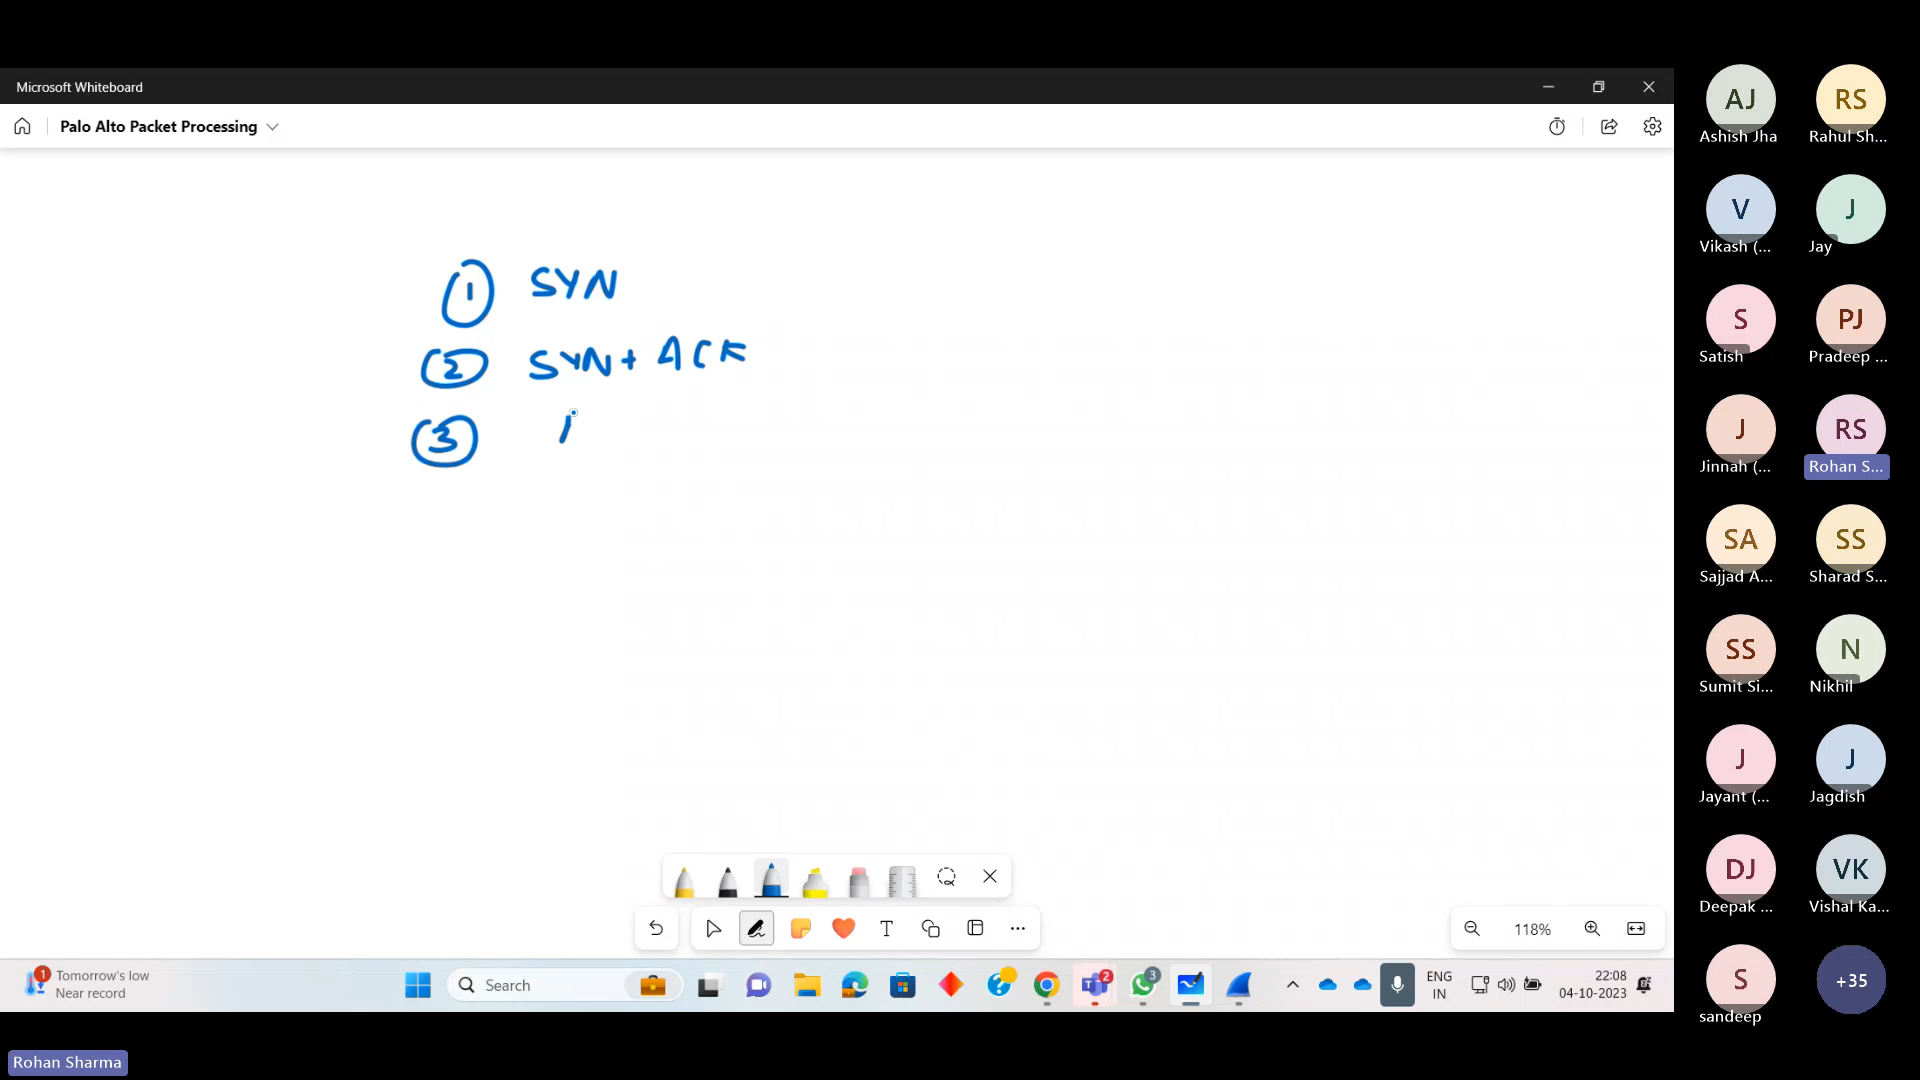 Microsoft Whiteboard
Palo Alto Packet Processing
1 SYN
2 SYN + ACK
3
118%
1
Tomorrow's low
Near record
Search
2
3
ENG
IN
22:08
04-10-2023
AJ
Ashish Jha
RS
Rahul Sh...
V
Vikash (...
J
Jay
S
Satish
PJ
Pradeep ...
J
Jinnah (...
RS
Rohan S...
SA
Sajjad A...
SS
Sharad S...
SS
Sumit Si...
N
Nikhil
J
Jayant (...
J
Jagdish
DJ
Deepak ...
VK
Vishal Ka...
S
sandeep
+35
Rohan Sharma